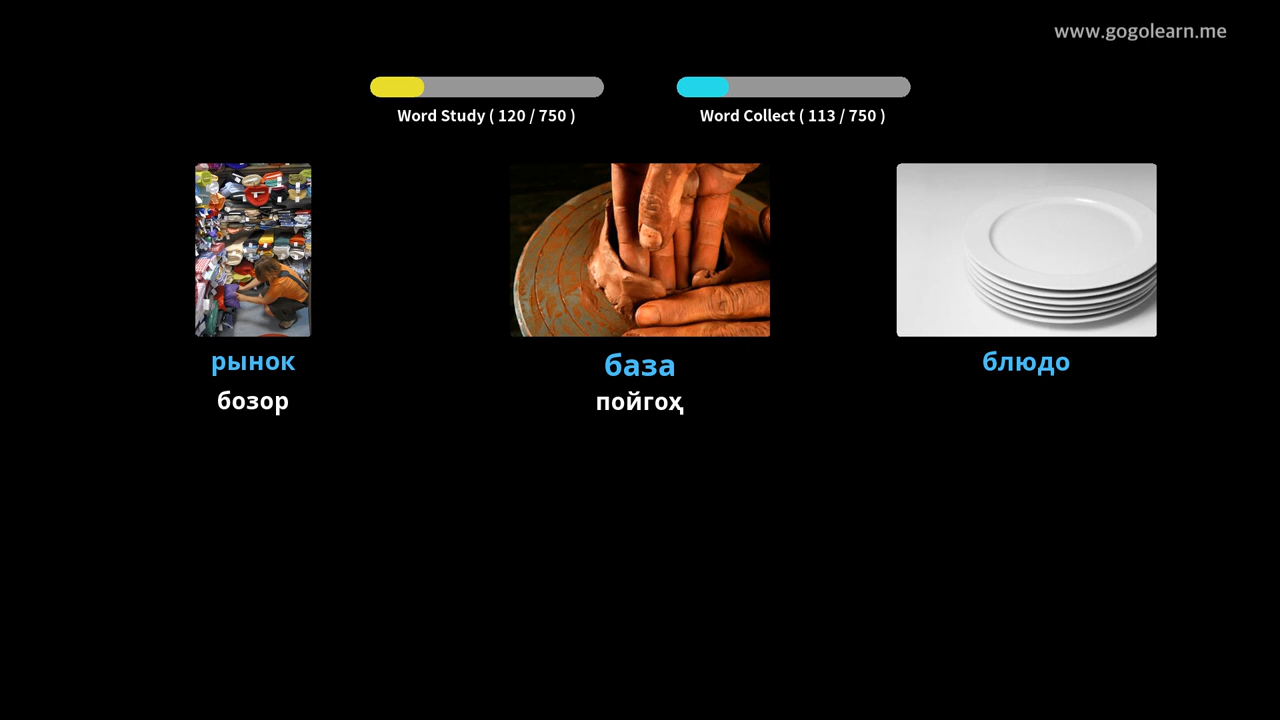 www.gogolearn.me
Word Study ( 120 / 750 )
Word Collect ( 113 / 750 )
рынок
бозор
база
пойгоҳ
блюдо